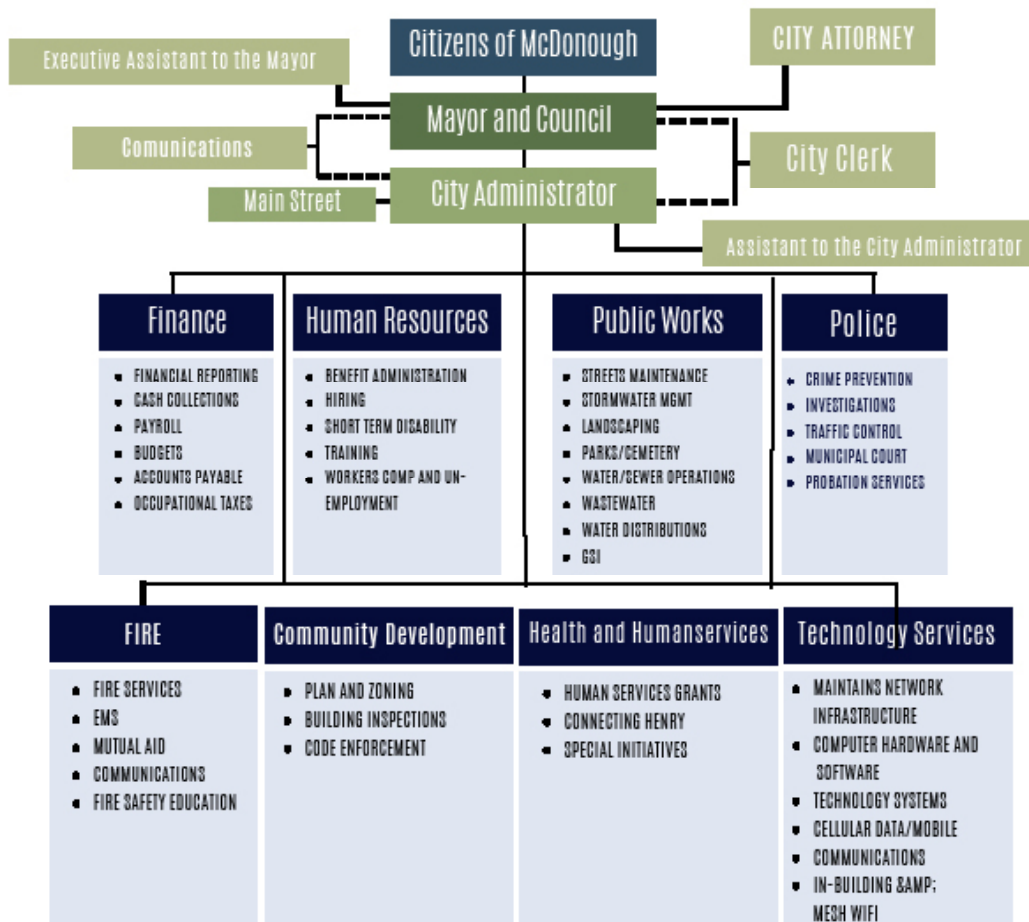 Citizens of McDonough
CITY ATTORNEY
Executive Assistant to the Mayor
Mayor and Council
Comunications
City Clerk
City Administrator
Main Street
Assistant to the City Administrator
Finance
FINANCIAL REPORTING
CASH COLLECTIONS
PAYROLL
BUDGETS
ACCOUNTS PAYABLE
OCCUPATIONAL TAXES
Human Resources
BENEFIT ADMINISTRATION
HIRING
SHORT TERM DISABILITY
TRAINING
WORKERS COMP AND UN-
EMPLOYMENT
Public Works
STREETS MAINTENANCE
STORMWATER MGMT
LANDSCAPING
PARKS/CEMETERY
WATER/SEWER OPERATIONS
WASTEWATER
WATER DISTRIBUTIONS
GSI
Police
CRIME PREVENTION
INVESTIGATIONS
TRAFFIC CONTROL
MUNICIPAL COURT
PROBATION SERVICES
FIRE
FIRE SERVICES
EMS
MUTUAL AID
COMMUNICATIONS
FIRE SAFETY EDUCATION
Community Development
PLAN AND ZONING
BUILDING INSPECTIONS
CODE ENFORCEMENT
Health and Humanservices
HUMAN SERVICES GRANTS
CONNECTING HENRY
SPECIAL INITIATIVES
Technology Services
MAINTAINS NETWORK
INFRASTRUCTURE
COMPUTER HARDWARE AND
SOFTWARE
TECHNOLOGY SYSTEMS
CELLULAR DATA/MOBILE
COMMUNICATIONS
IN-BUILDING &AMP;
MESH WIFI